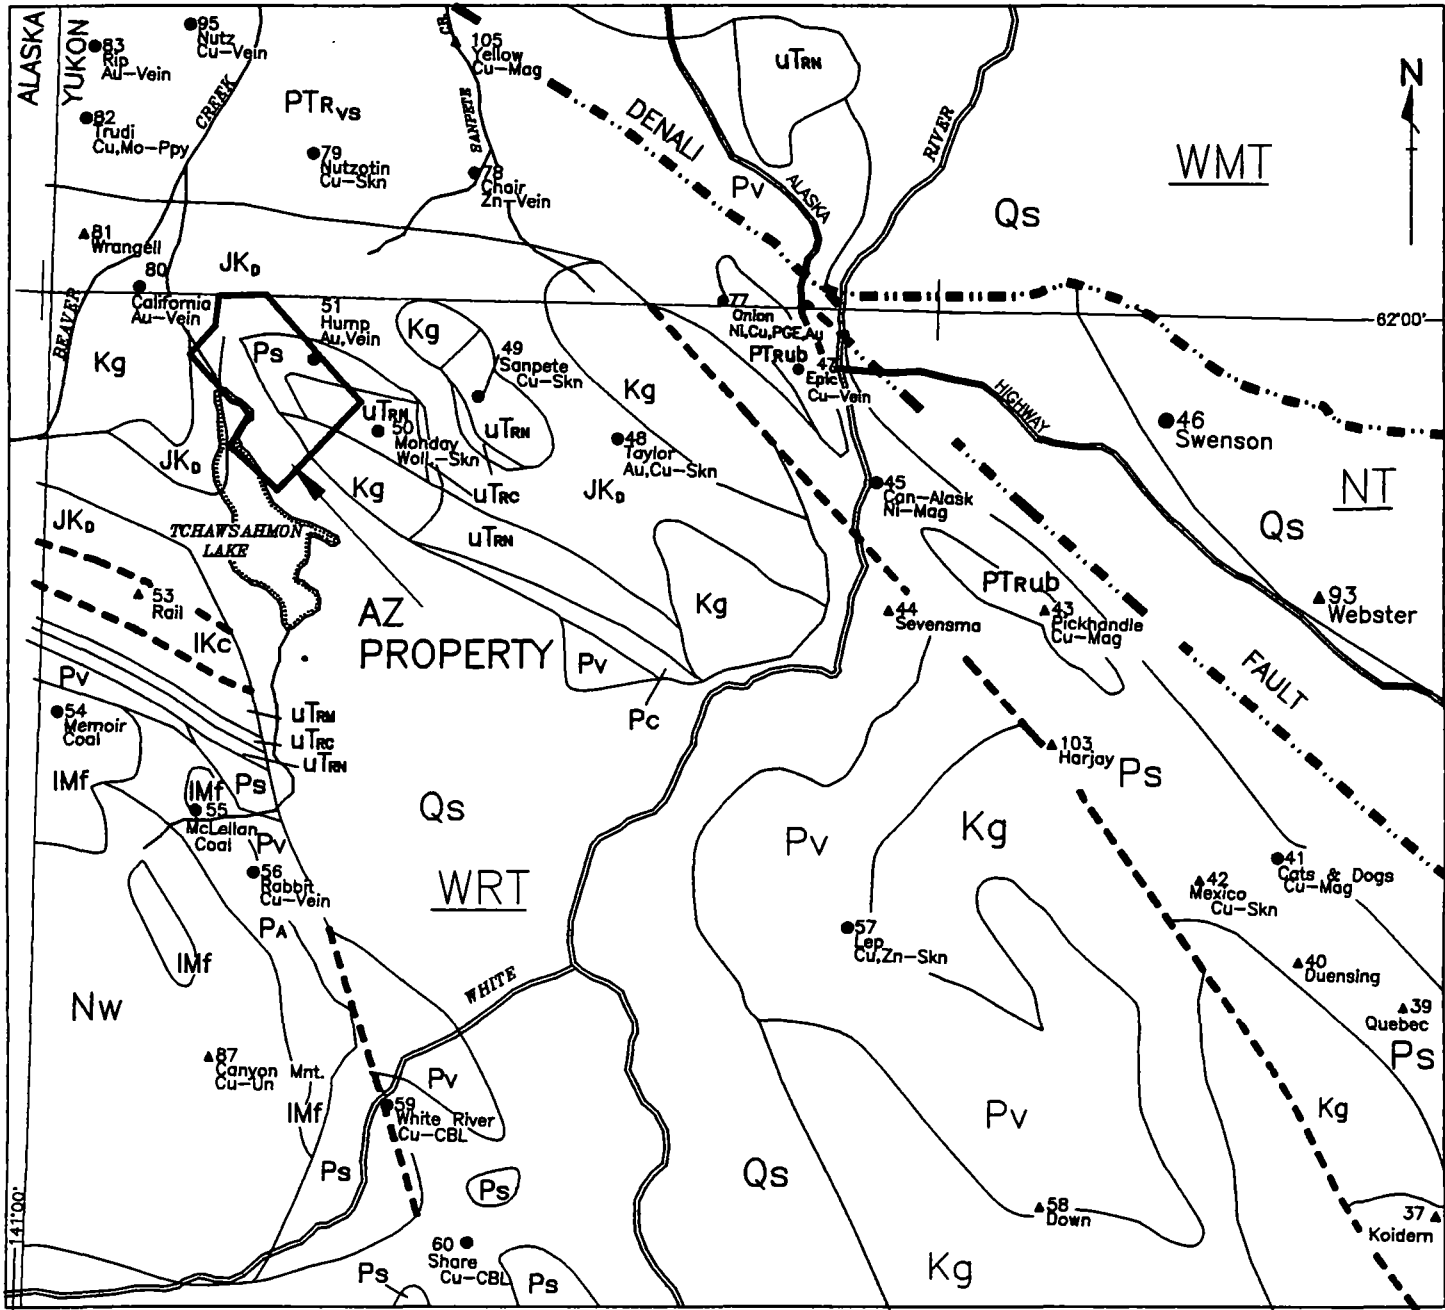 ALASKA
YUKON
95
Nutz
Cu-Vein
83
Rip
Au-Vein
82
Trudi
Cu,Mo-Ppy
CREEK
PTRvs
79
Nutzotin
Cu-Skn
SANPETE
CR.
105
Yellow
Cu-Mag
78
Chair
Zn-Vein
DENALI
uTRN
RIVER
N
WMT
Pv
ALASKA
Qs
81
Wrangell
80
California
Au-Vein
JKD
BEAVER
51
Hump
Au,Vein
77
Onion
Ni,Cu,PGE,Au
62°00'
Kg
Ps
Kg
49
Sanpete
Cu-Skn
Kg
PTRub
47
Epic
Cu-Vein
HIGHWAY
46
Swenson
uTRM
50
Monday
Woll.-Skn
uTRN
48
Taylor
Au,Cu-Skn
JKD
Kg
uTRC
JKD
45
Can-Alask
Ni-Mag
NT
Qs
JKD
TCHAWSAHMON
LAKE
uTRN
53
Rail
IKc
AZ
PROPERTY
Kg
44
Sevensma
PTRub
43
Pickhandle
Cu-Mag
93
Webster
Pv
Pv
Pc
FAULT
54
Memoir
Coal
uTRM
uTRC
uTRN
103
Harjay
Ps
IMf
IMf
Ps
55
McLellan
Coal
Qs
Pv
Pv
Kg
56
Rabbit
Cu-Vein
WRT
41
Cats & Dogs
Cu-Mag
42
Mexico
Cu-Skn
PA
57
Lep
Cu,Zn-Skn
IMf
40
Duensing
Nw
WHITE
39
Quebec
Ps
87
Canyon Mnt.
Cu-Un
Pv
IMf
59
White River
Cu-CBL
Pv
Kg
Ps
Ps
Qs
141°00'
58
Down
37
Koidern
60
Share
Cu-CBL
Ps
Ps
Kg